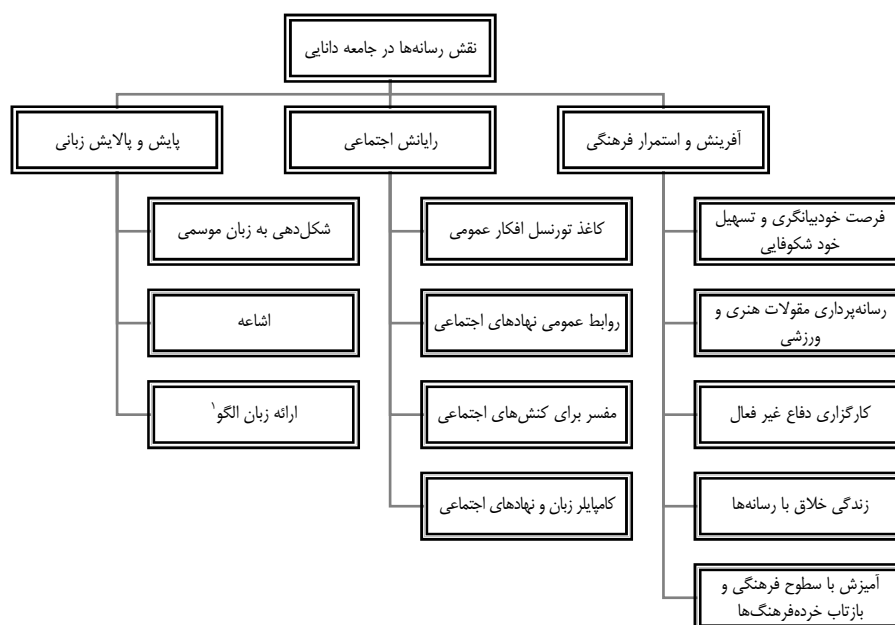 نقش رسانه‌ها در جامعه دانایی
آفرینش و استمرار فرهنگی
رایانش اجتماعی
پایش و پالایش زبانی
فرصت خودبیانگری و تسهیل
خود شکوفایی
رسانه‌پرداری مقولات هنری و
ورزشی
کارگزاری دفاع غیر فعال
زندگی خلاق با رسانه‌ها
آمیزش با سطوح فرهنگی و
بازتاب خرده‌فرهنگ‌ها
کاغذ تورنسل افکار عمومی
روابط عمومی نهادهای اجتماعی
مفسر برای کنش‌های اجتماعی
کامپایلر زبان و نهادهای اجتماعی
شکل‌دهی به زبان موسمی
اشاعه
ارائه زبان الگو۱